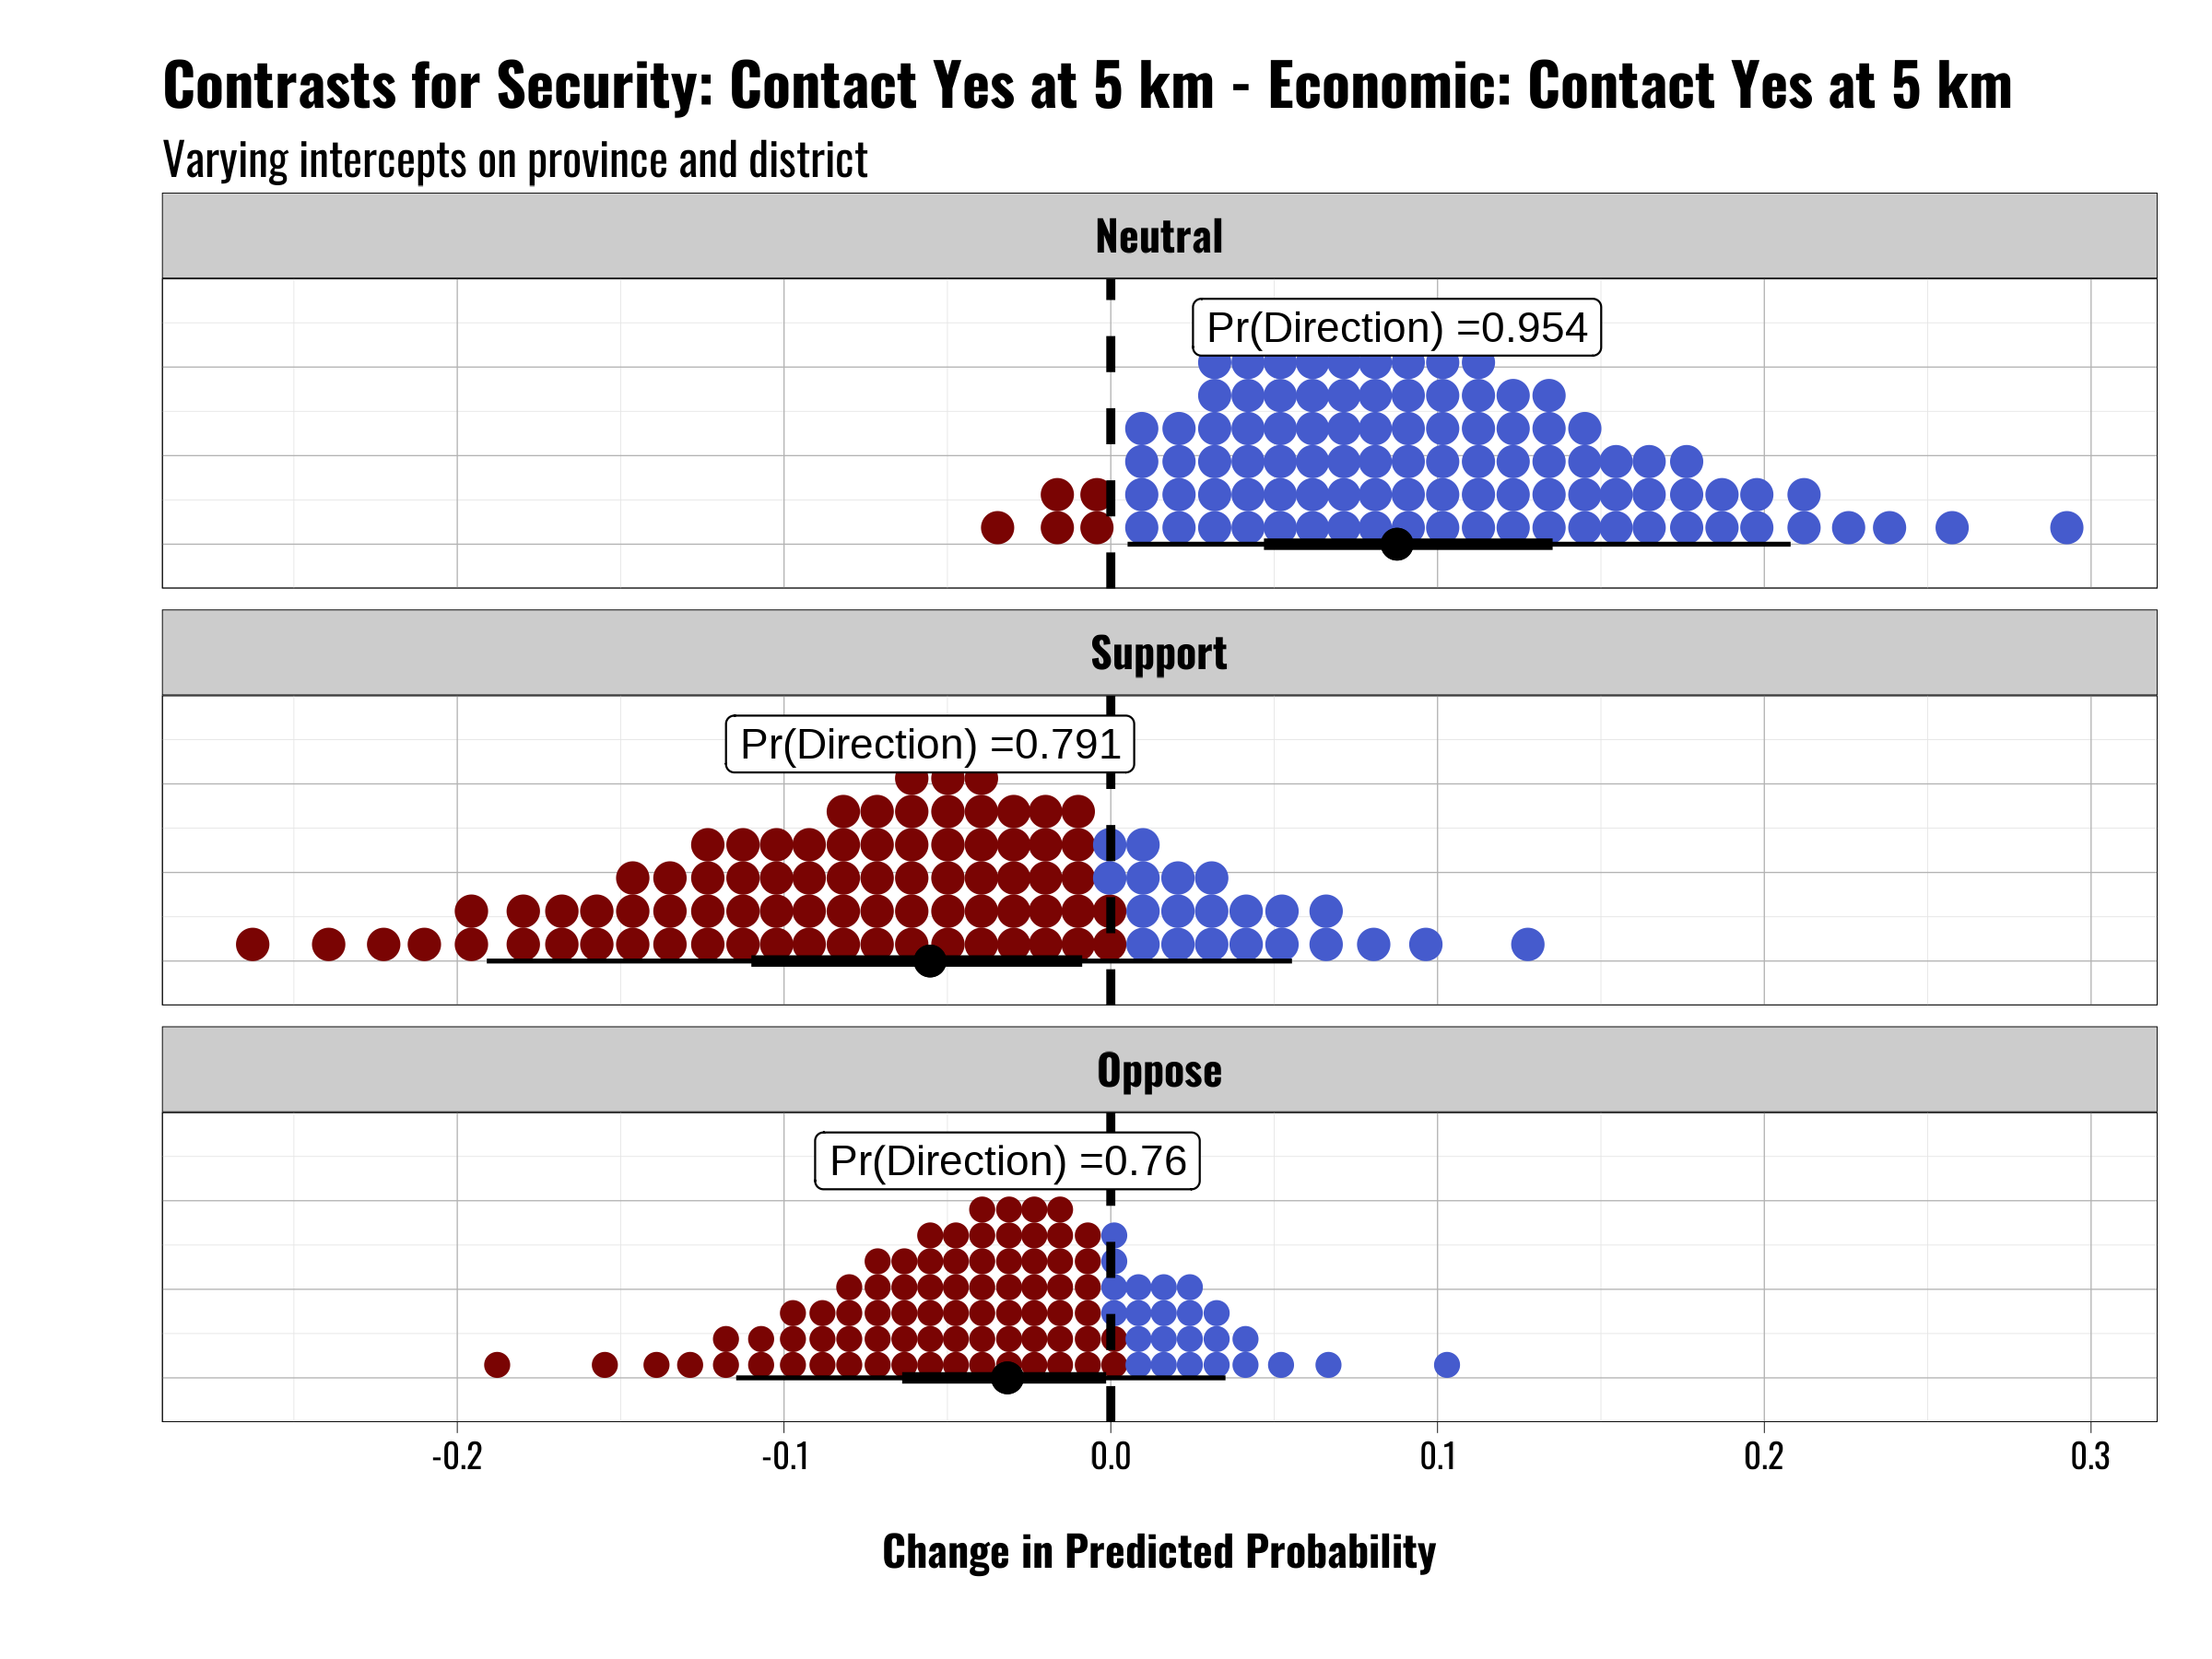 Contrasts for Security: Contact Yes at 5 km - Economic: Contact Yes at 5 km
Varying intercepts on province and district
Neutral
Pr(Direction) =0.954
Support
Pr(Direction) =0.791
Oppose
Pr(Direction) =0.76
-0.2 -0.1 0.0 0.1 0.2 0.3
Change in Predicted Probability